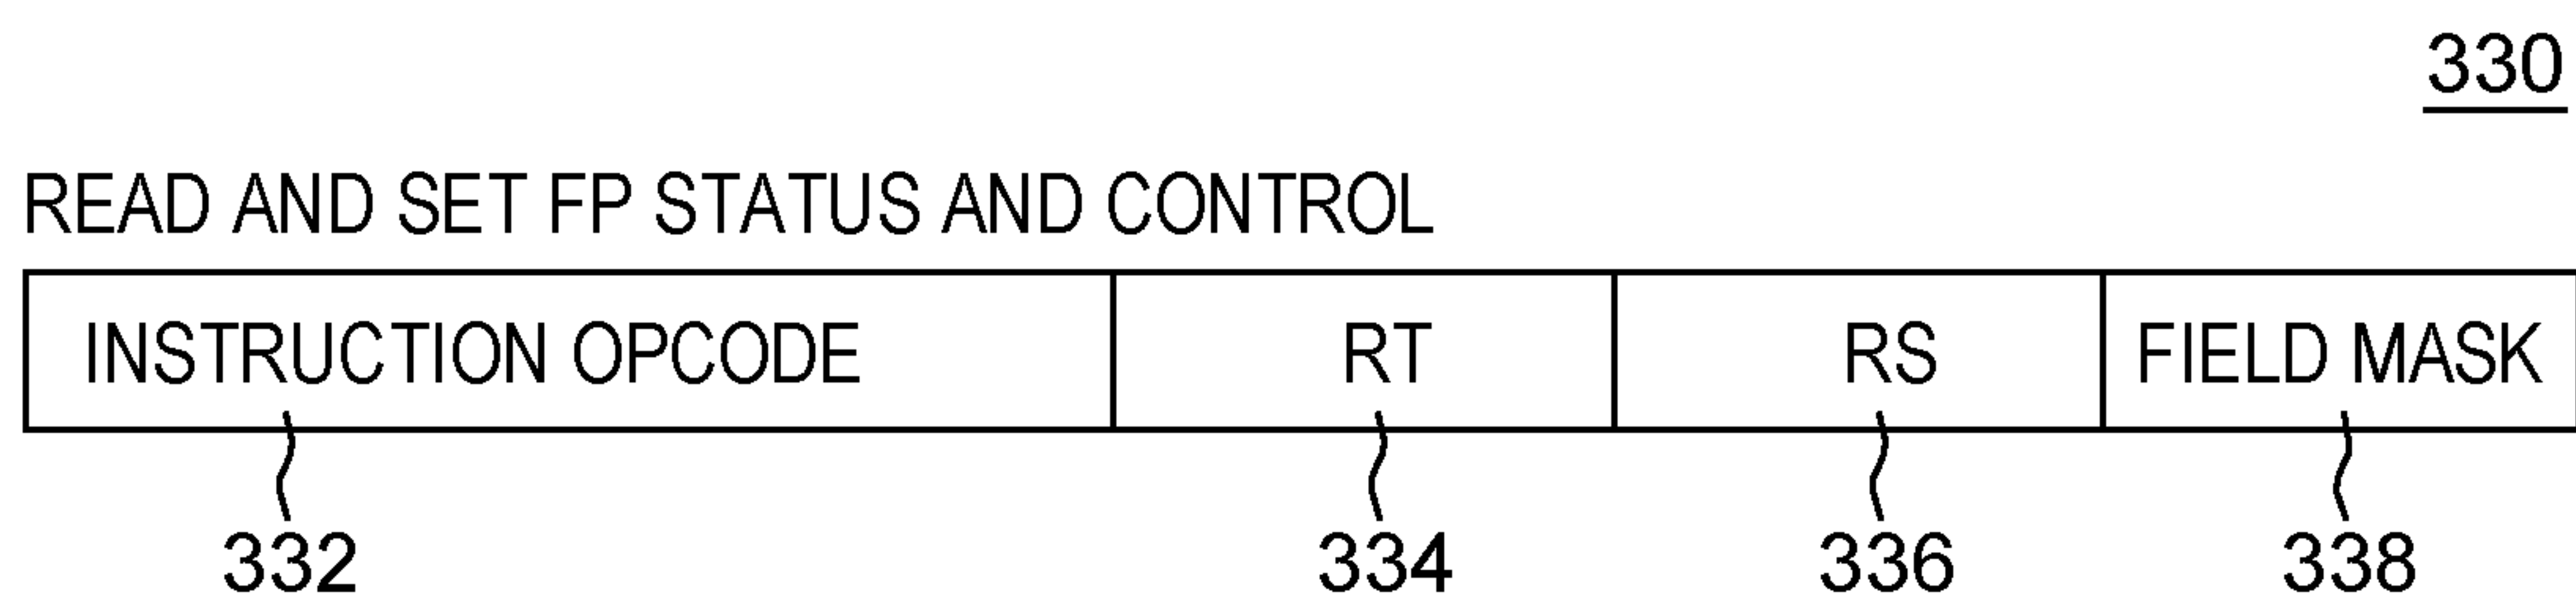 330
READ AND SET FP STATUS AND CONTROL
INSTRUCTION OPCODE RT RS FIELD MASK
332 334 336 338